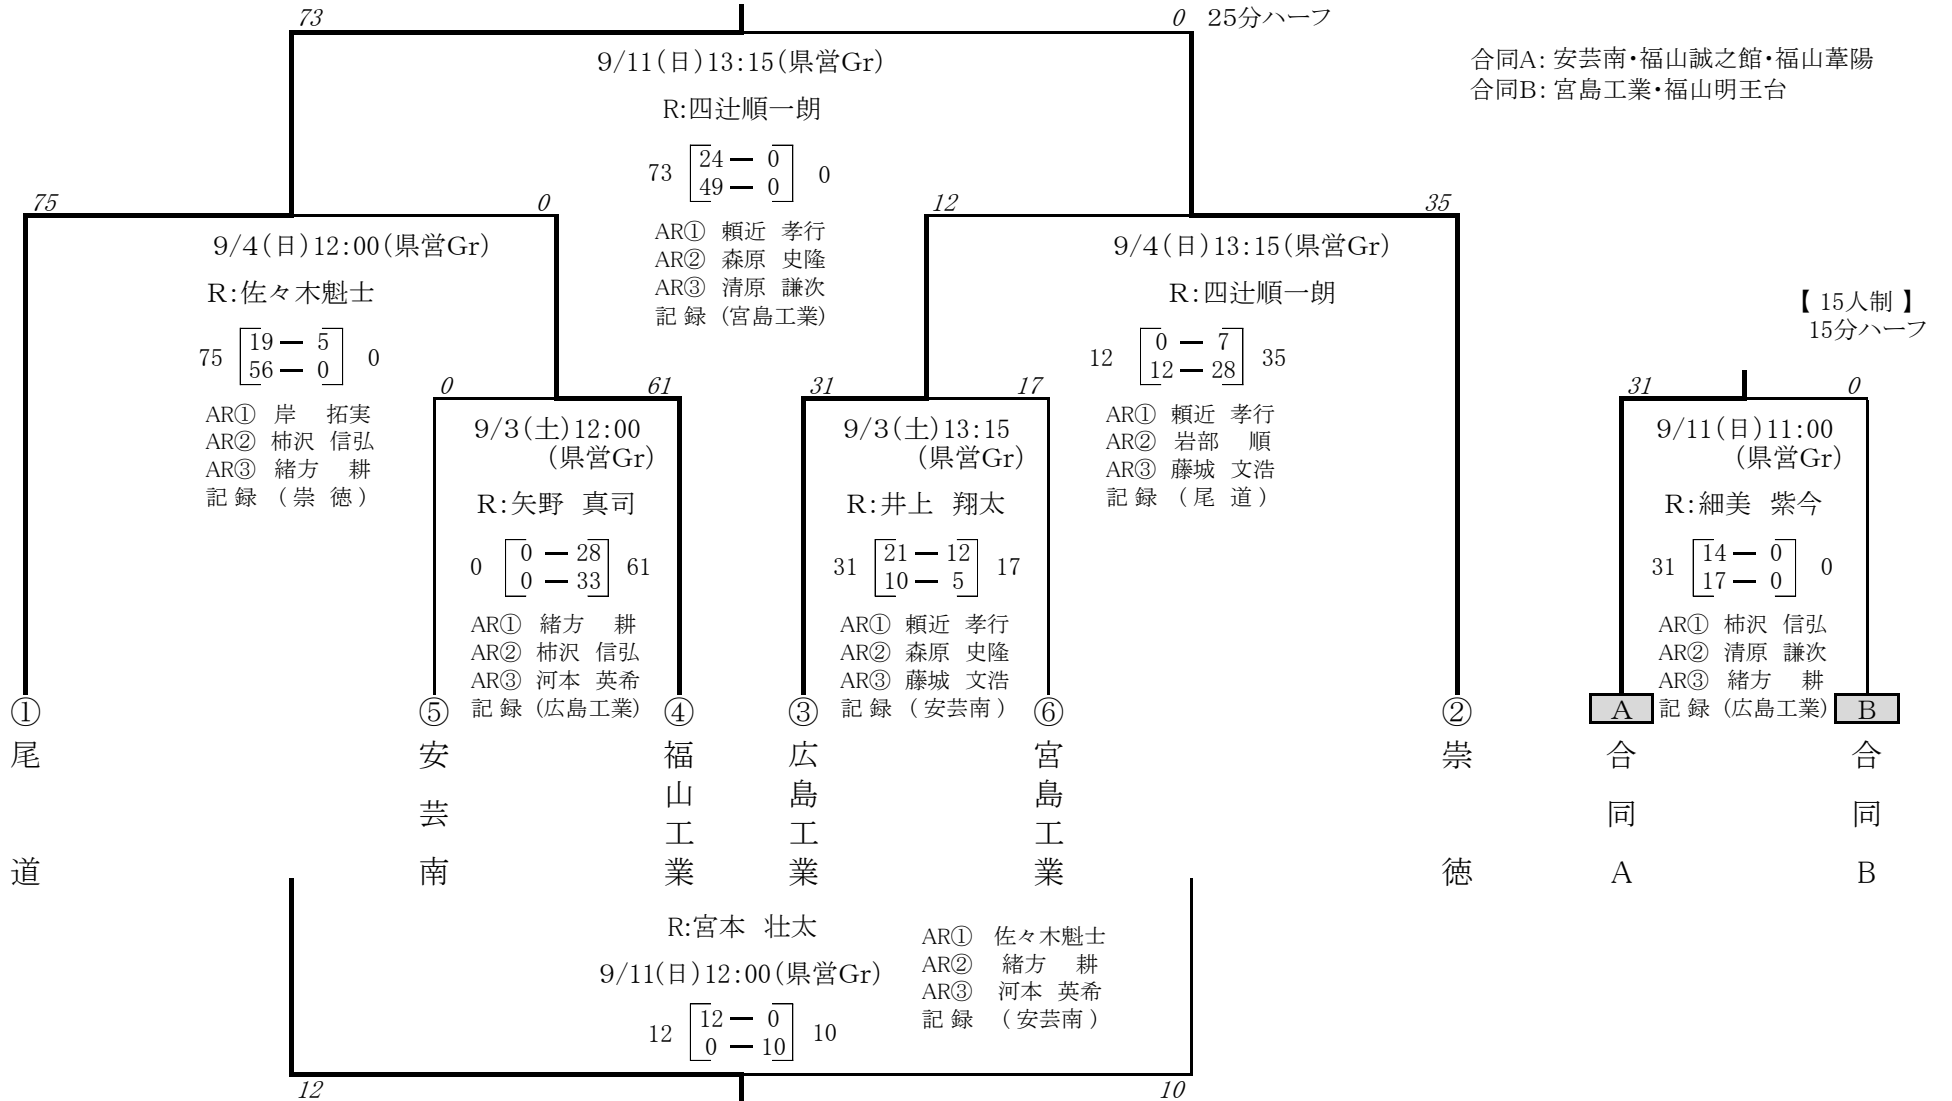 73
0 25分ハーフ
9/11(日)13:15(県営Gr)
R:四辻順一朗
73 24 ― 0 0
49 ― 0
AR① 頼近 孝行
AR② 森原 史隆
AR③ 清原 謙次
記 録 (宮島工業)
合同A: 安芸南・福山誠之館・福山葦陽
合同B: 宮島工業・福山明王台
75
0
9/4(日)12:00(県営Gr)
R:佐々木魁士
75 19 ― 5 0
56 ― 0
AR① 岸 拓実
AR② 柿沢 信弘
AR③ 緒方 耕
記 録 ( 崇 徳 )
12
35
9/4(日)13:15(県営Gr)
R:四辻順一朗
12 0 ― 7 35
12 ― 28
AR① 頼近 孝行
AR② 岩部 順
AR③ 藤城 文浩
記 録 ( 尾 道 )
0
61
9/3(土)12:00
(県営Gr)
R:矢野 真司
0 0 ― 28 61
0 ― 33
AR① 緒方 耕
AR② 柿沢 信弘
AR③ 河本 英希
記 録 (広島工業)
31
17
9/3(土)13:15
(県営Gr)
R:井上 翔太
31 21 ― 12 17
10 ― 5
AR① 頼近 孝行
AR② 森原 史隆
AR③ 藤城 文浩
記 録 ( 安芸南 )
【 15人制 】
15分ハーフ
31
0
9/11(日)11:00
(県営Gr)
R:細美 紫今
31 14 ― 0 0
17 ― 0
AR① 柿沢 信弘
AR② 清原 謙次
AR③ 緒方 耕
記 録 (広島工業)
① 尾道
⑤ 安芸南
④ 福山工業
③ 広島工業
⑥ 宮島工業
② 崇徳
A 合同A
B 合同B
R:宮本 壮太
9/11(日)12:00(県営Gr)
12 12 ― 0 10
0 ― 10
AR① 佐々木魁士
AR② 緒方 耕
AR③ 河本 英希
記 録 ( 安芸南 )
12
10